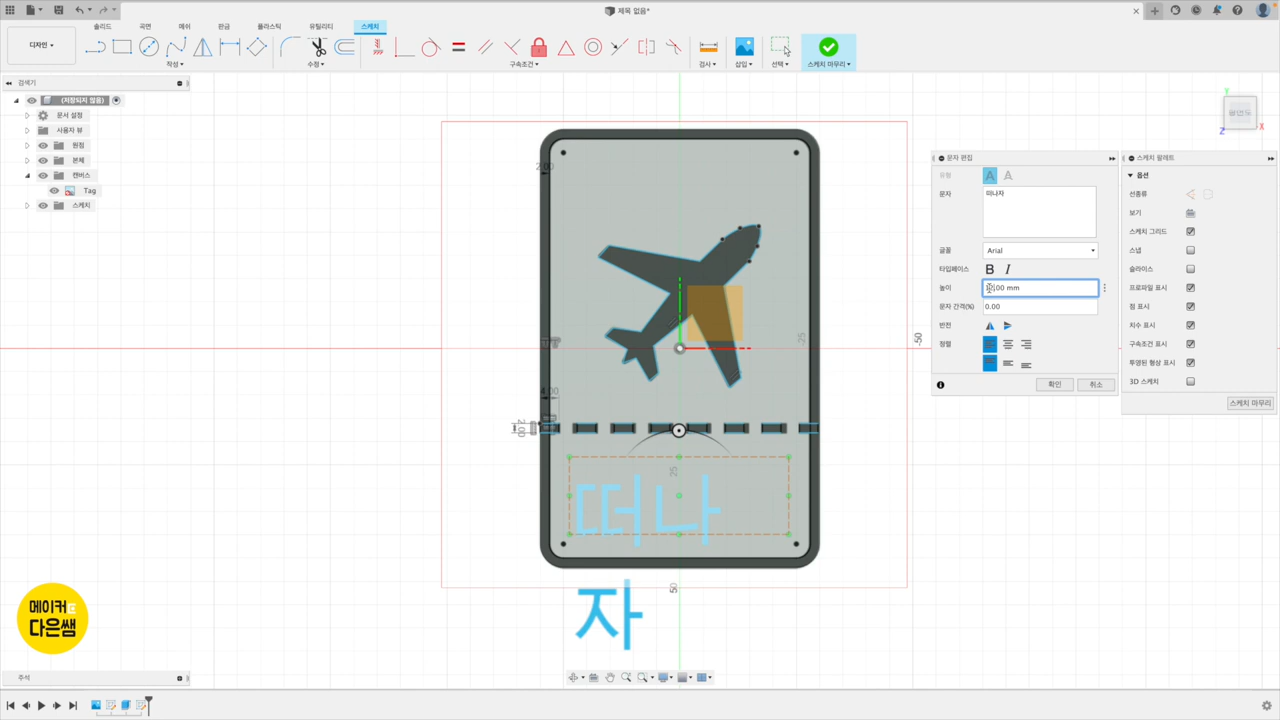 제목 없음*
솔리드 곡면 메쉬 판금 플라스틱 유틸리티 스케치
디자인
작성 수정 구속조건 검사 삽입 선택 스케치 마무리
검색기
(저장되지 않음)
문서 설정
사용자 뷰
원점
본체
캔버스
Tag
스케치
2.00
4.00
2.00
-25
25
-50
50
떠나
자
Y
Z
X
문자 편집
유형
문자 떠나자
글꼴 Arial
타입페이스 B I
높이
문자 간격(%) 0.00
반전
정렬
확인 취소
스케치 팔레트
옵션
선종류
보기
스케치 그리드
스냅
슬라이스
프로파일 표시
점 표시
치수 표시
구속조건 표시
투영된 형상 표시
3D 스케치
스케치 마무리
메이커
다은쌤
주석